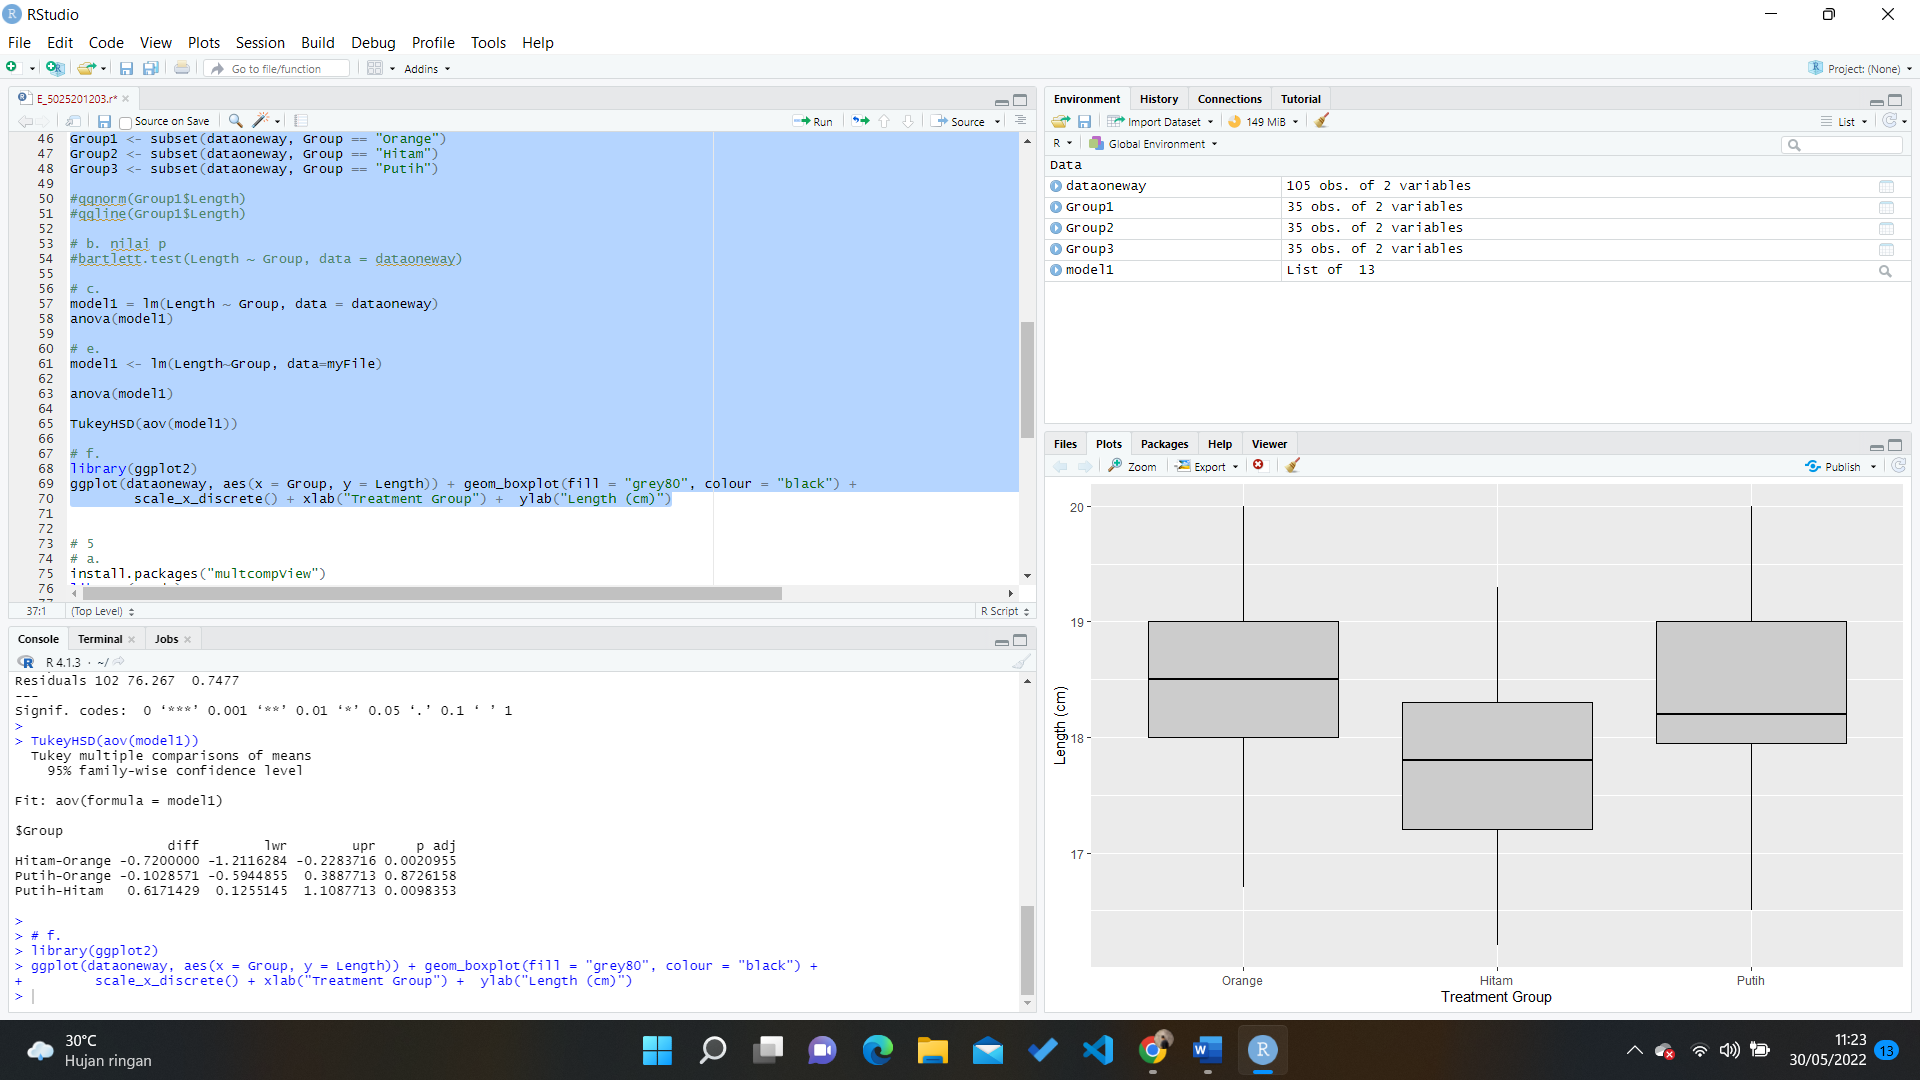 RStudio
File Edit Code View Plots Session Build Debug Profile Tools Help
Go to file/function Addins Project: (None)
E_5025201203.r*
Source on Save Run Source
46 Group1 <- subset(dataoneway, Group == "Orange")
47 Group2 <- subset(dataoneway, Group == "Hitam")
48 Group3 <- subset(dataoneway, Group == "Putih")
49
50 #qqnorm(Group1$Length)
51 #qqline(Group1$Length)
52
53 # b. nilai p
54 #bartlett.test(Length ~ Group, data = dataoneway)
55
56 # c.
57 model1 = lm(Length ~ Group, data = dataoneway)
58 anova(model1)
59
60 # e.
61 model1 <- lm(Length~Group, data=myFile)
62
63 anova(model1)
64
65 TukeyHSD(aov(model1))
66
67 # f.
68 library(ggplot2)
69 ggplot(dataoneway, aes(x = Group, y = Length)) + geom_boxplot(fill = "grey80", colour = "black") +
70 scale_x_discrete() + xlab("Treatment Group") + ylab("Length (cm)")
71
72
73 # 5
74 # a.
75 install.packages("multcompView")
76
37:1 (Top Level) R Script
Console Terminal Jobs
R 4.1.3 · ~/
Residuals 102 76.267 0.7477
---
Signif. codes: 0 ‘***’ 0.001 ‘**’ 0.01 ‘*’ 0.05 ‘.’ 0.1 ‘ ’ 1
>
> TukeyHSD(aov(model1))
Tukey multiple comparisons of means
95% family-wise confidence level
Fit: aov(formula = model1)
$Group
diff lwr upr p adj
Hitam-Orange -0.7200000 -1.2116284 -0.2283716 0.0020955
Putih-Orange -0.1028571 -0.5944855 0.3887713 0.8726158
Putih-Hitam 0.6171429 0.1255145 1.1087713 0.0098353
>
> # f.
> library(ggplot2)
> ggplot(dataoneway, aes(x = Group, y = Length)) + geom_boxplot(fill = "grey80", colour = "black") +
+ scale_x_discrete() + xlab("Treatment Group") + ylab("Length (cm)")
>
Environment History Connections Tutorial
Import Dataset 149 MiB List
R Global Environment
Data
dataoneway 105 obs. of 2 variables
Group1 35 obs. of 2 variables
Group2 35 obs. of 2 variables
Group3 35 obs. of 2 variables
model1 List of 13
Files Plots Packages Help Viewer
Zoom Export Publish
20
19
18
17
Length (cm)
Orange Hitam Putih
Treatment Group
30°C
Hujan ringan
11:23
30/05/2022
13